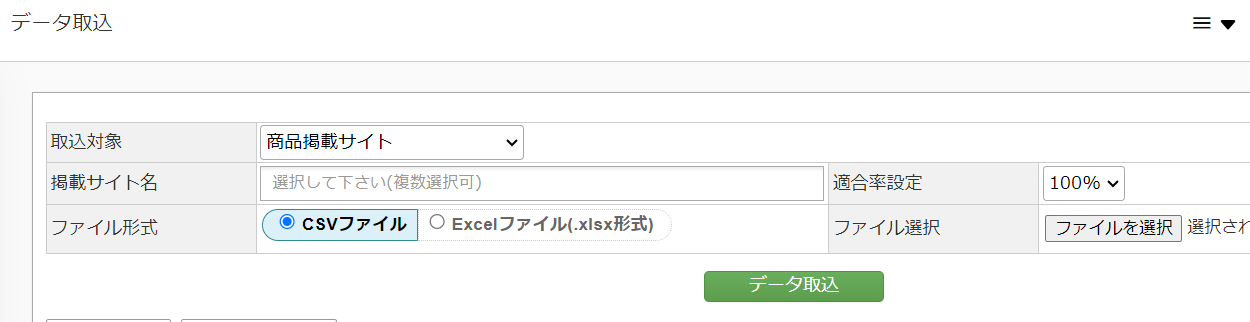 データ取込
取込対象 商品掲載サイト
掲載サイト名 選択して下さい(複数選択可) 適合率設定 100%
ファイル形式 CSVファイル Excelファイル(.xlsx形式) ファイル選択 ファイルを選択 選択され
データ取込